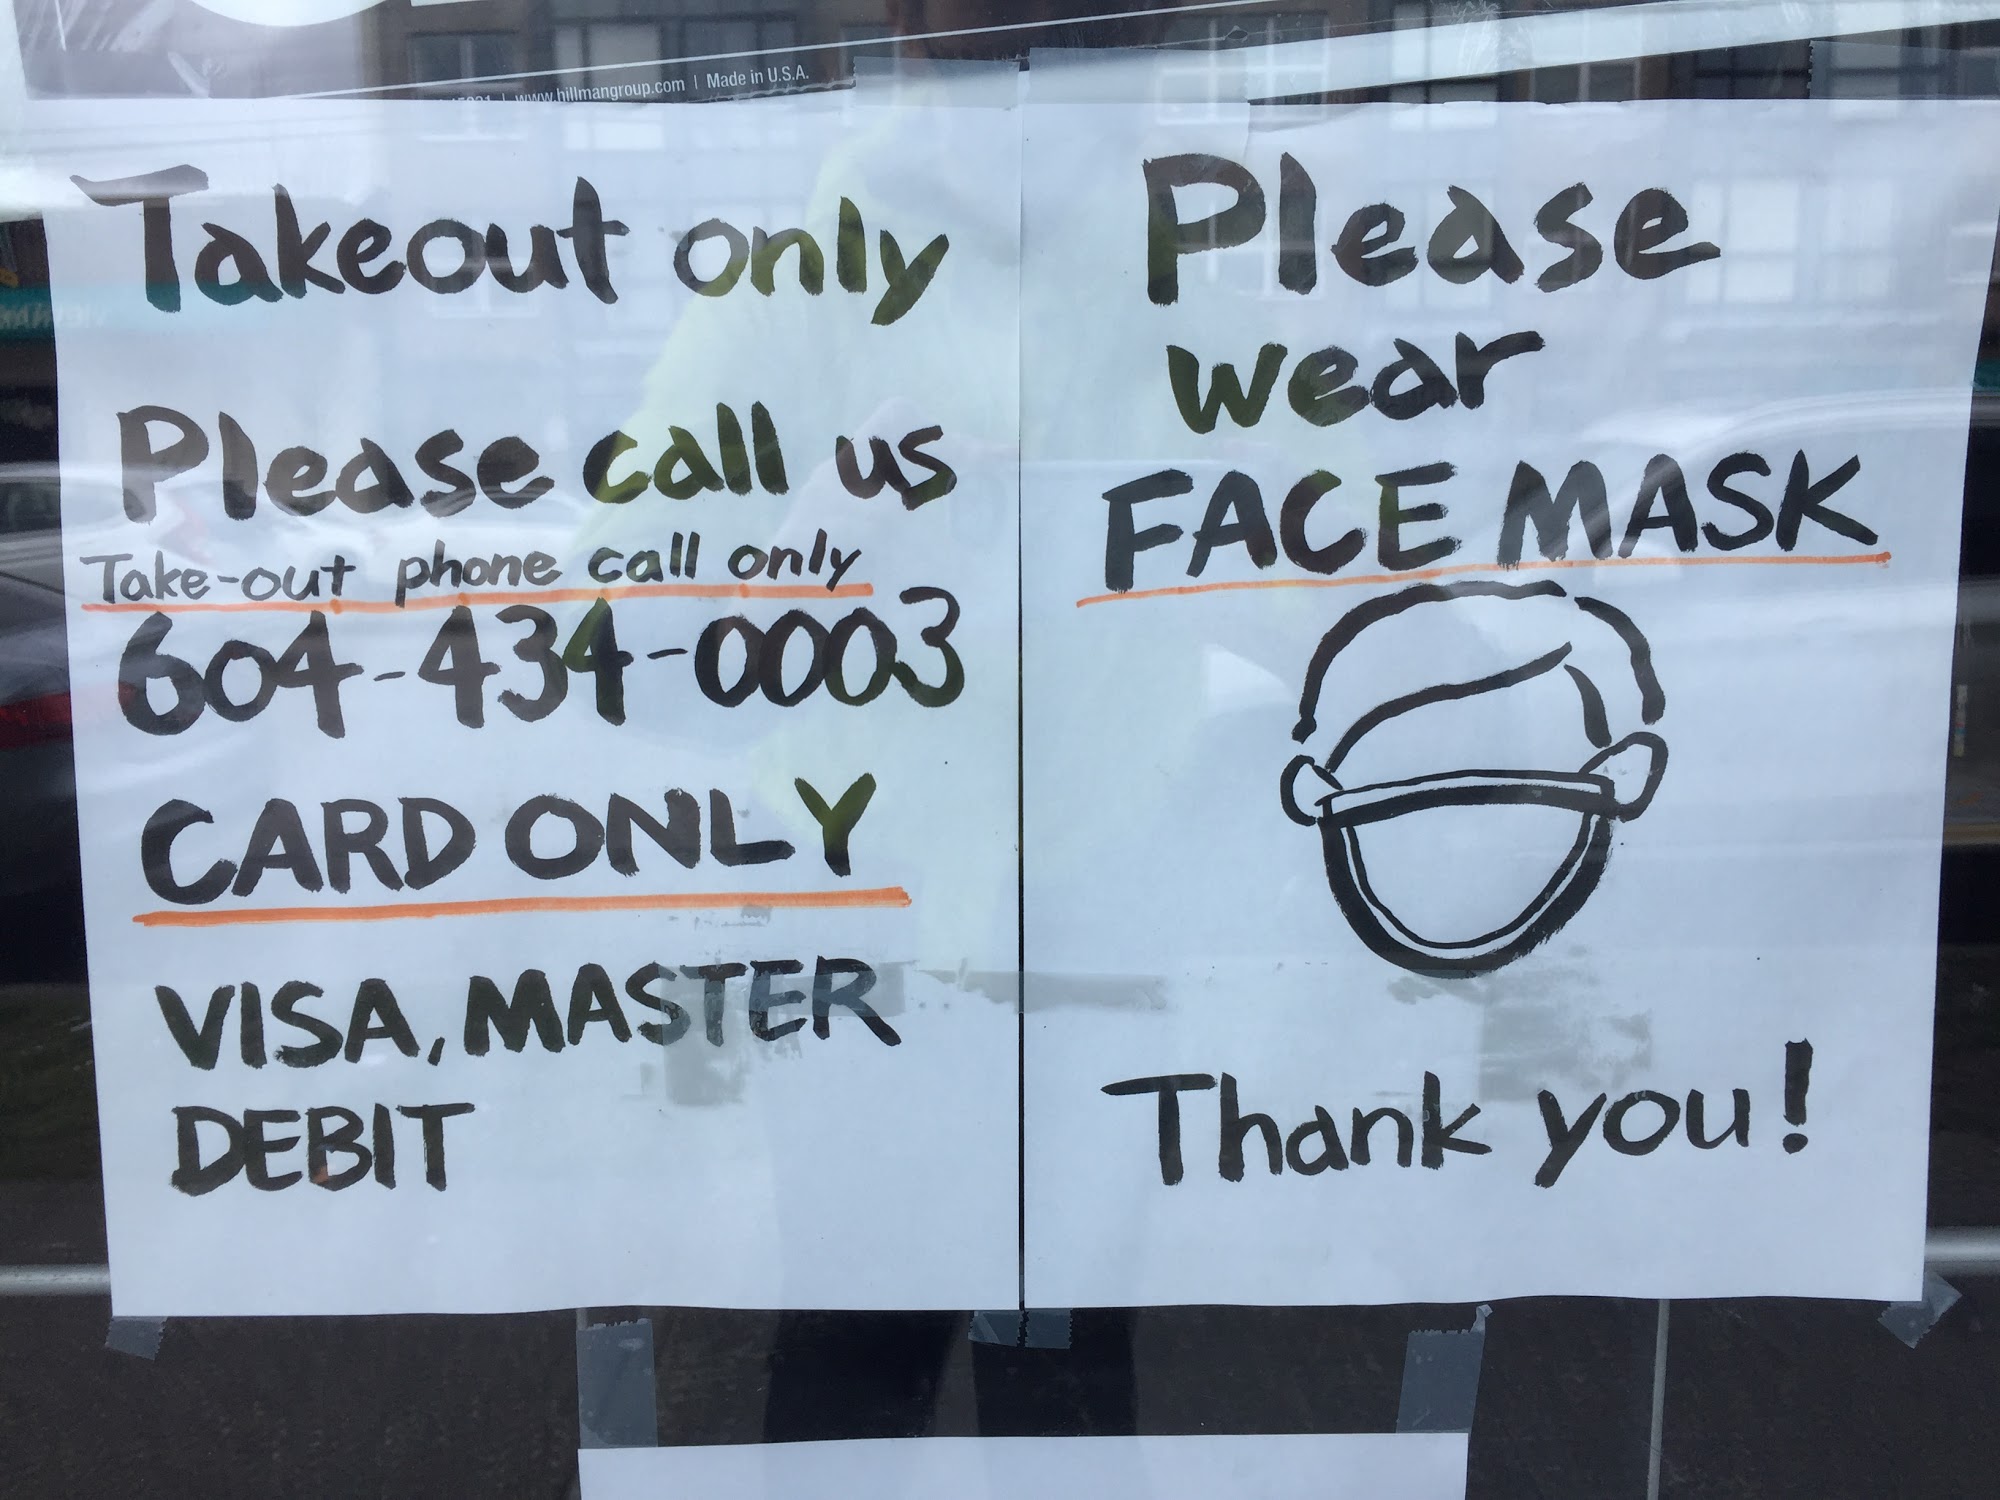 www.hillmangroup.com | Made in U.S.A.
Takeout only
Please call us
Take-out phone call only
604-434-0003
CARD ONLY
VISA, MASTER
DEBIT
Please
wear
FACE MASK
Thank you!